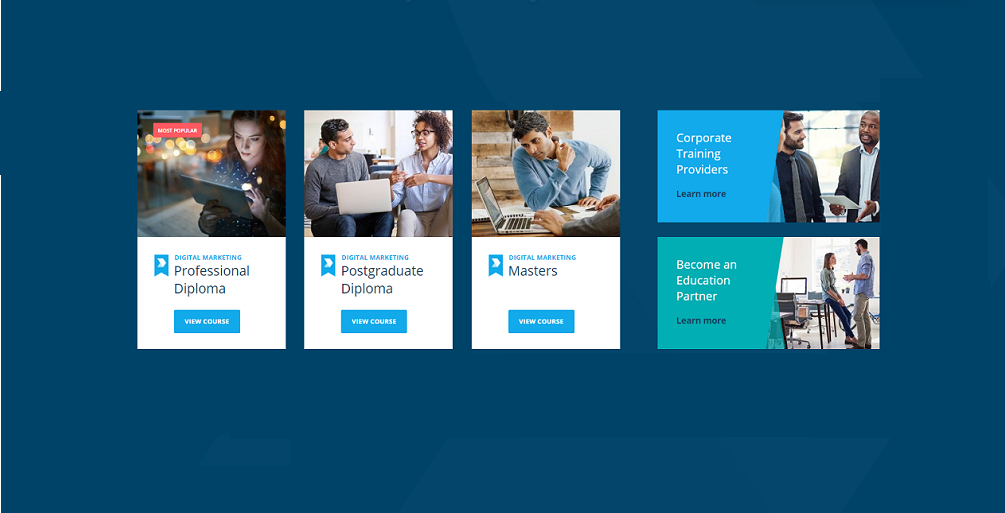 MOST POPULAR
DIGITAL MARKETING
Professional
Diploma
VIEW COURSE
DIGITAL MARKETING
Postgraduate
Diploma
VIEW COURSE
DIGITAL MARKETING
Masters
VIEW COURSE
Corporate
Training
Providers
Learn more
Become an
Education
Partner
Learn more